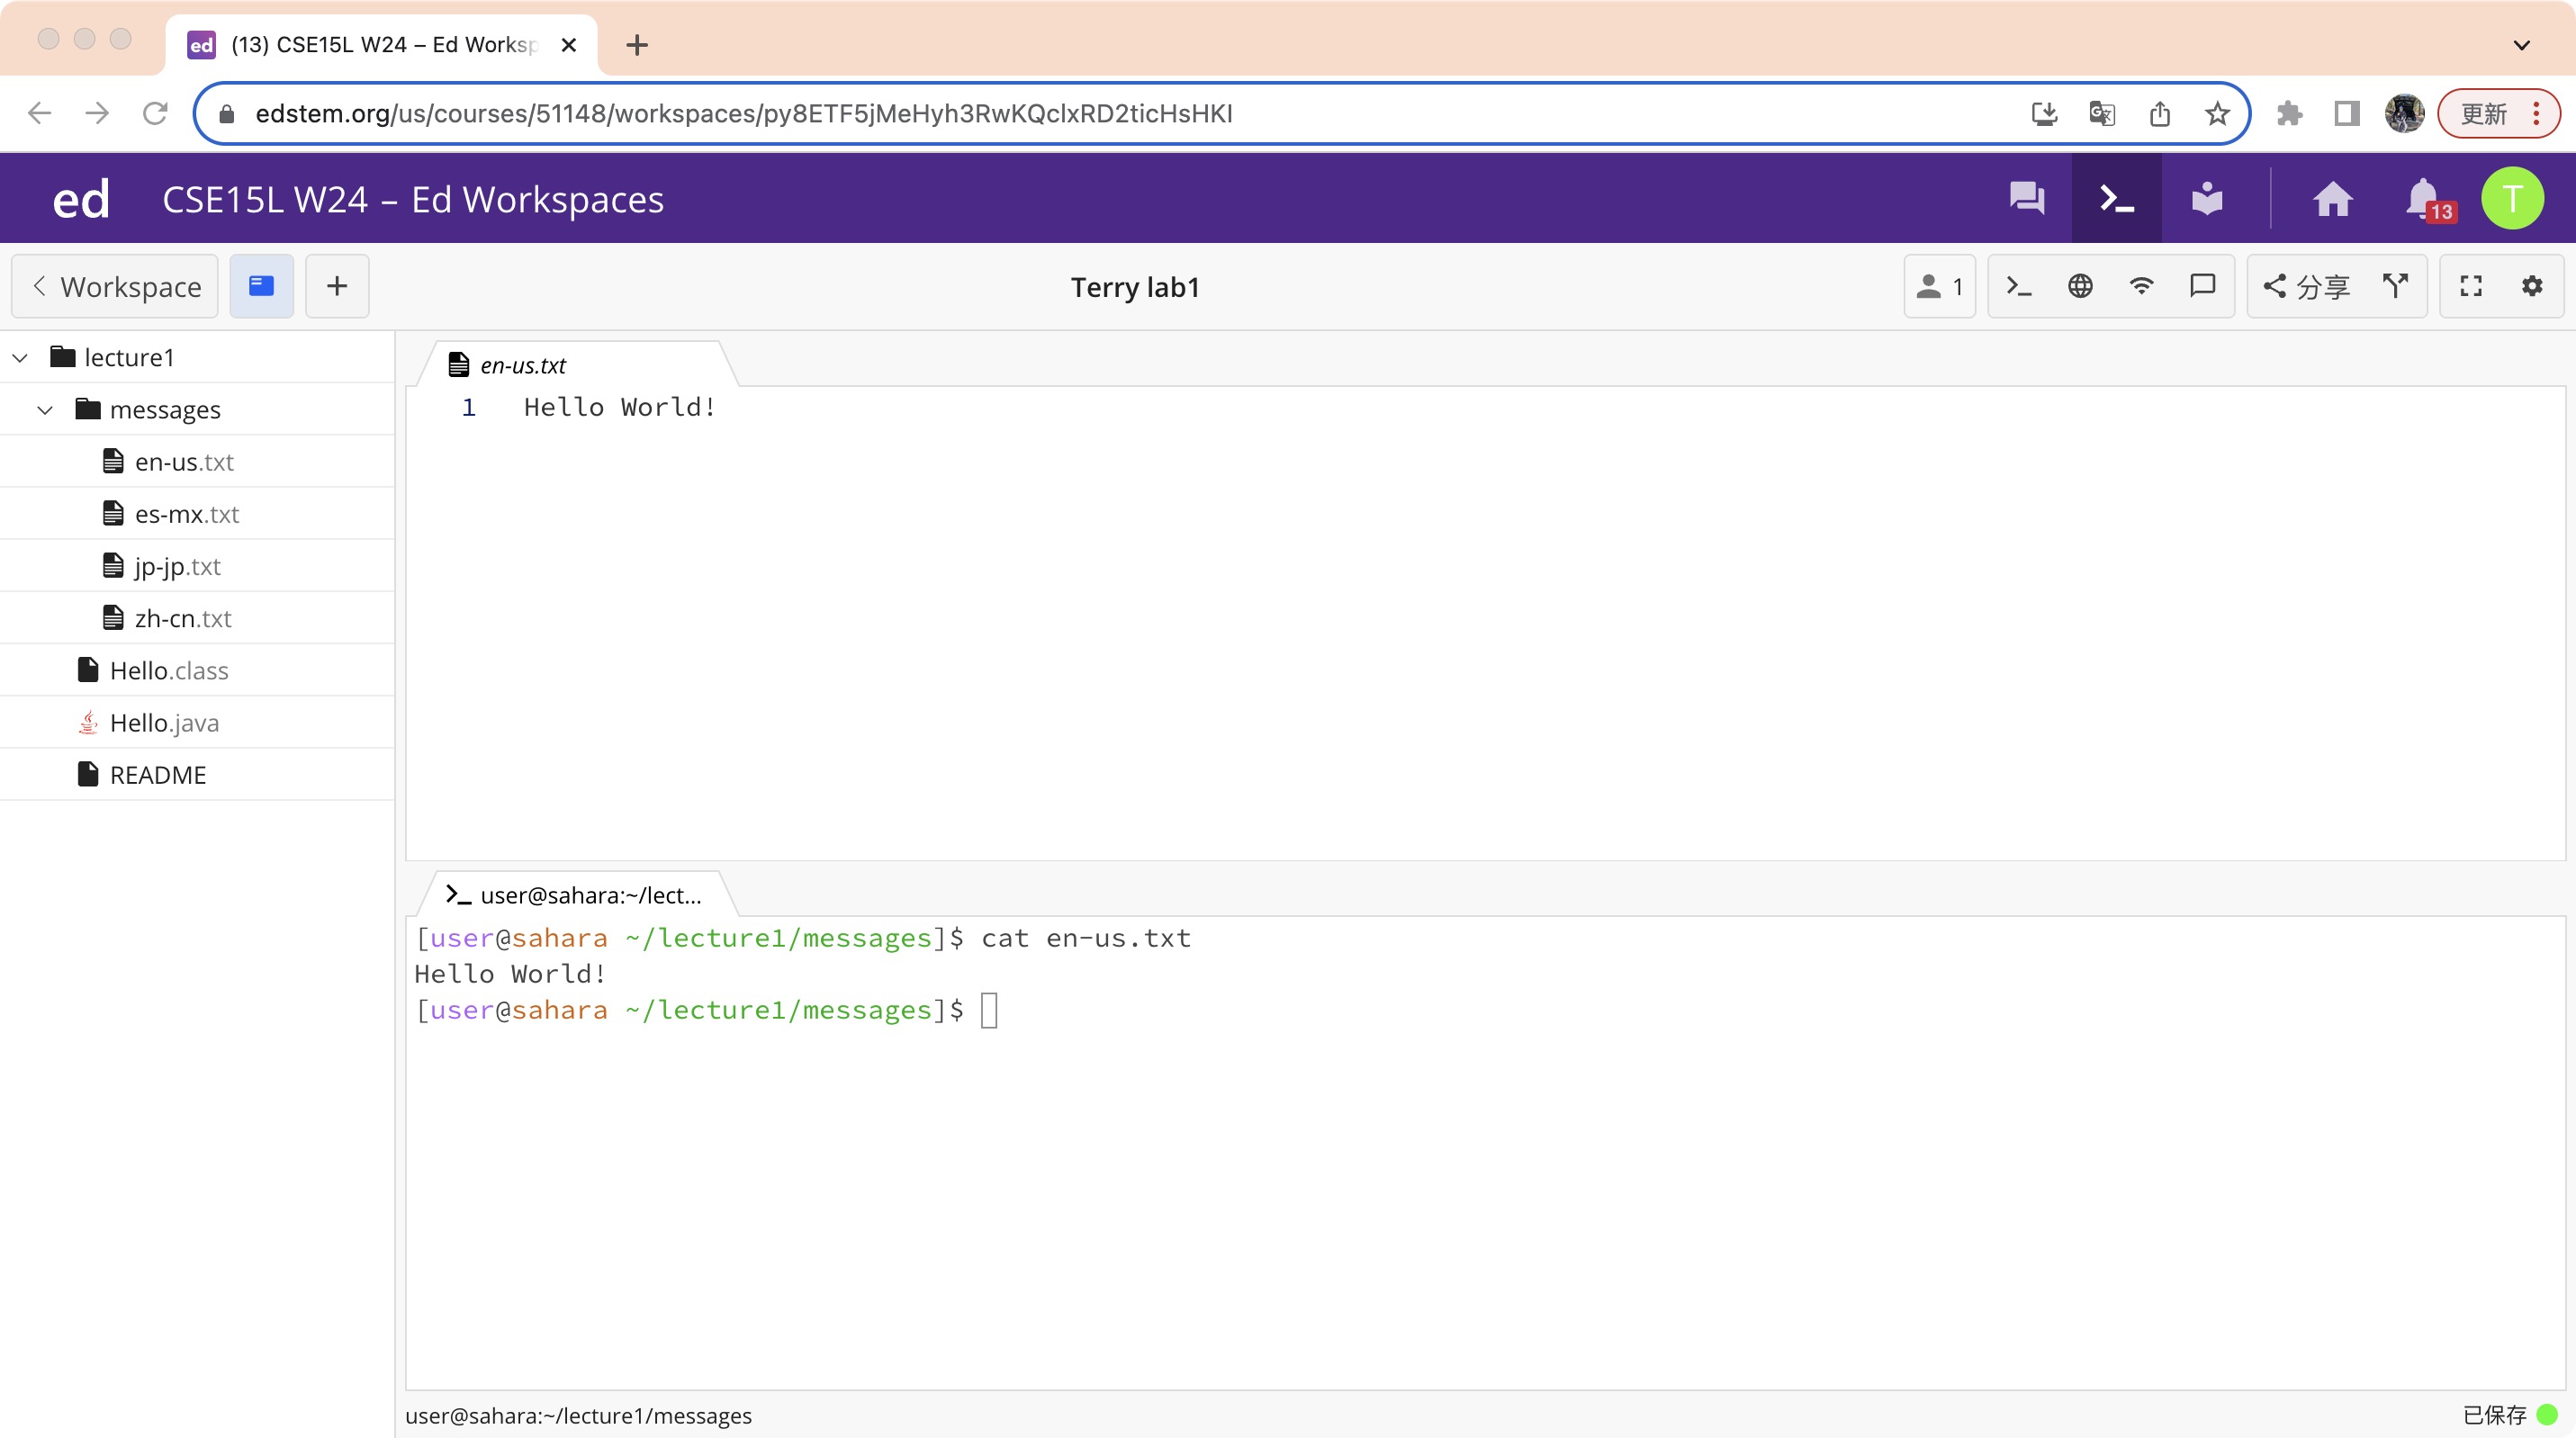 (13) CSE15L W24 – Ed Worksp
edstem.org/us/courses/51148/workspaces/py8ETF5jMeHyh3RwKQclxRD2ticHsHKI
更新
ed CSE15L W24 – Ed Workspaces
13
T
Workspace
Terry lab1
1
分享
lecture1
messages
en-us.txt
es-mx.txt
jp-jp.txt
zh-cn.txt
Hello.class
Hello.java
README
en-us.txt
1 Hello World!
user@sahara:~/lect...
[user@sahara ~/lecture1/messages]$ cat en-us.txt
Hello World!
[user@sahara ~/lecture1/messages]$
user@sahara:~/lecture1/messages
已保存